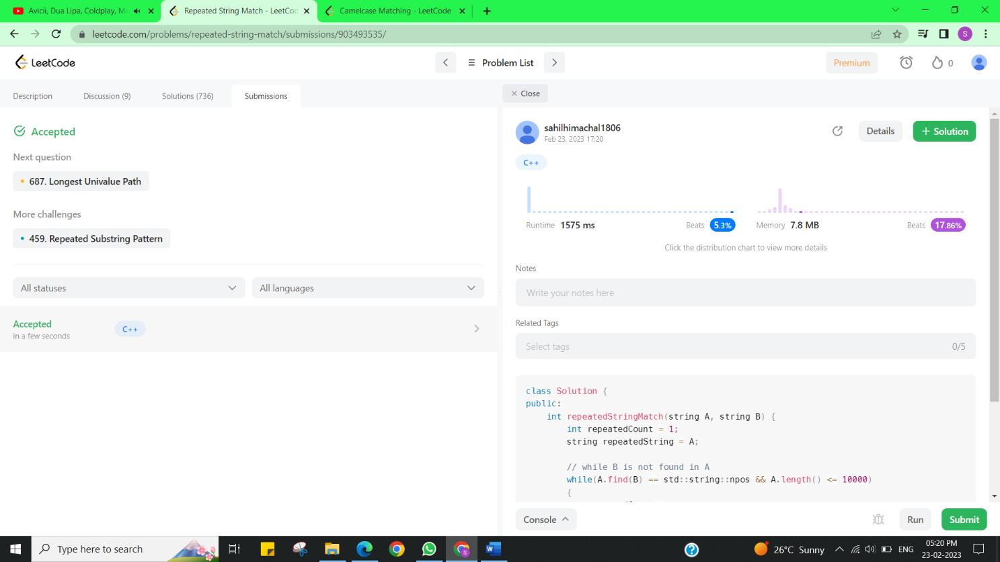 Avicii, Dua Lipa, Coldplay, Ma
Repeated String Match - LeetCod
Camelcase Matching - LeetCode
leetcode.com/problems/repeated-string-match/submissions/903493535/
S
LeetCode
Problem List
Premium
0
Description
Discussion (9)
Solutions (736)
Submissions
Close
Accepted
Next question
687. Longest Univalue Path
More challenges
459. Repeated Substring Pattern
All statuses
All languages
Accepted
in a few seconds
C++
sahilhimachal1806
Feb 23, 2023 17:20
Details
+ Solution
C++
Runtime 1575 ms
Beats 5.3%
Memory 7.8 MB
Beats 17.86%
Click the distribution chart to view more details
Notes
Write your notes here
Related Tags
Select tags
0/5
class Solution {
public:
    int repeatedStringMatch(string A, string B) {
        int repeatedCount = 1;
        string repeatedString = A;
        // while B is not found in A
        while(A.find(B) == std::string::npos && A.length() <= 10000)
        {
Console
Run
Submit
Type here to search
26°C Sunny
ENG
05:20 PM
23-02-2023